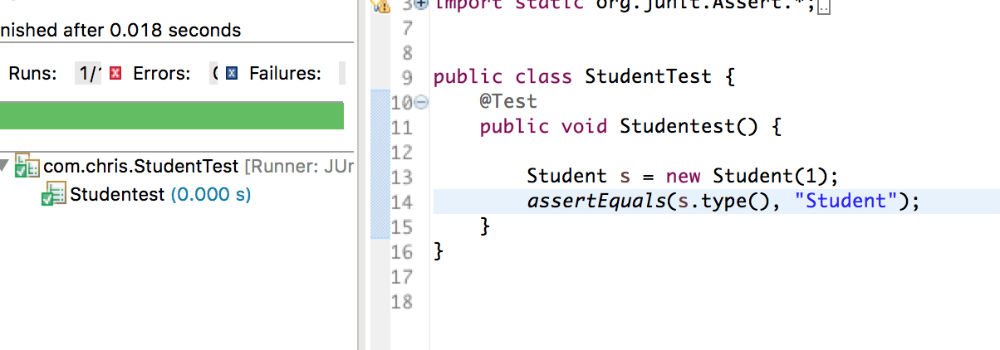 import static org.junit.Assert.*;
nished after 0.018 seconds
Runs: 1/1 Errors: Failures:
com.chris.StudentTest [Runner: JUr
Studentest (0.000 s)
3
7
8
9 public class StudentTest {
10 @Test
11 public void Studentest() {
12
13 Student s = new Student(1);
14 assertEquals(s.type(), "Student");
15 }
16 }
17
18